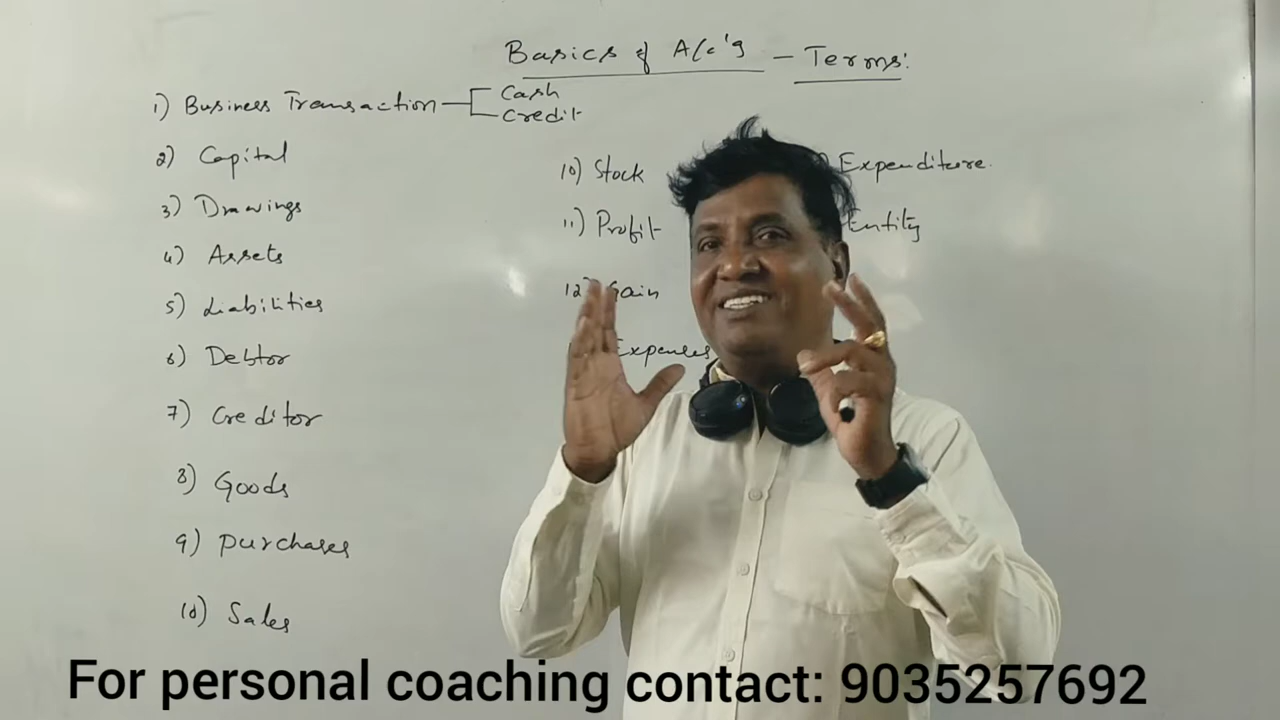 Basics of A/c'g – Terms:
1) Business Transaction
Cash
Credit
2) Capital
3) Drawings
4) Assets
5) Liabilities
6) Debtor
7) Creditor
8) Goods
9) Purchases
10) Sales
10) Stock
11) Profit
12) Gain
Expenses
Expenditure.
Entity
For personal coaching contact: 9035257692